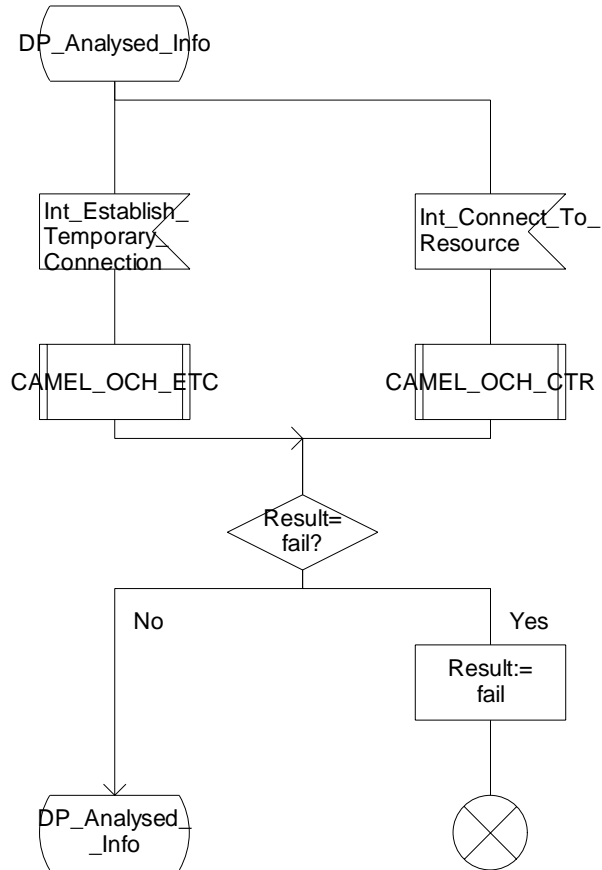 DP_Analysed_Info
Int_Establish_
Temporary_
Connection
Int_Connect_To_
Resource
CAMEL_OCH_ETC
CAMEL_OCH_CTR
Result=
fail?
No
Yes
Result:=
fail
DP_Analysed_
_Info